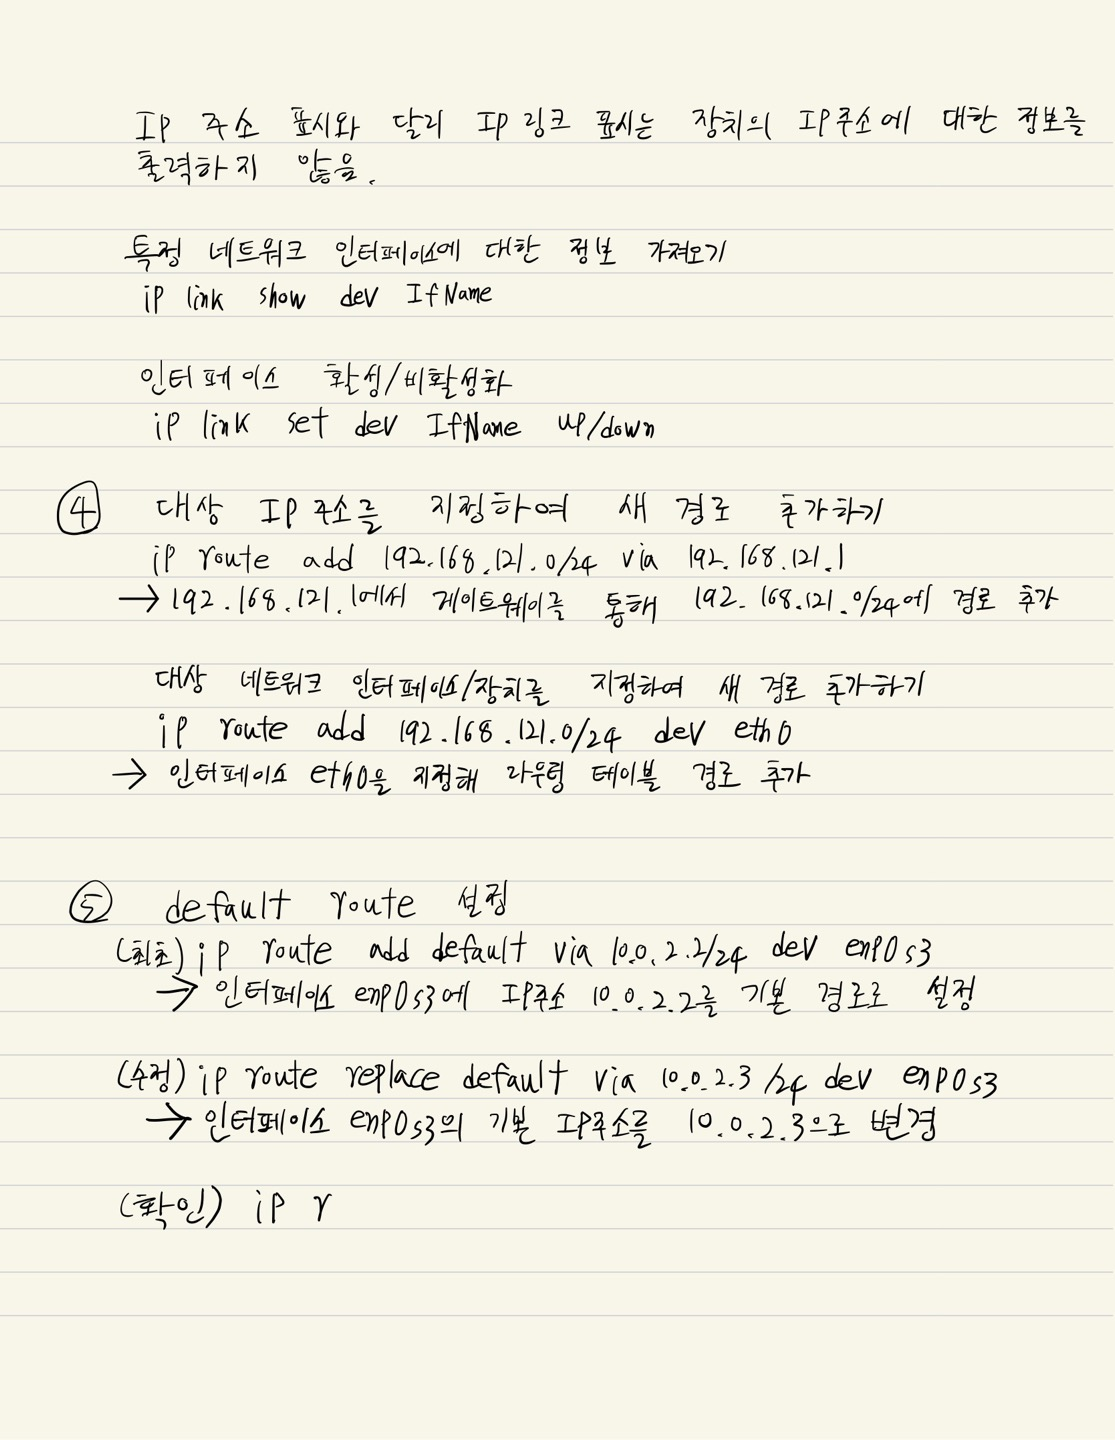 IP 주소 표시와 달리 IP 링크 표시는 장치의 IP주소에 대한 정보를
출력하지 않음.
특정 네트워크 인터페이스에 대한 정보 가져오기
ip link show dev IfName
인터페이스 활성/비활성화
ip link set dev IfName up/down
④ 대상 IP 주소를 지정하여 새 경로 추가하기
ip route add 192.168.121.0/24 via 192.168.121.1
→ 192.168.121.1에서 게이트웨이를 통해 192.168.121.0/24에 경로 추가
대상 네트워크 인터페이스/장치를 지정하여 새 경로 추가하기
ip route add 192.168.121.0/24 dev eth0
→ 인터페이스 eth0을 지정해 라우팅 테이블 경로 추가
⑤ default route 설정
(최초) ip route add default via 10.0.2.2/24 dev enp0s3
→ 인터페이스 enp0s3에 IP주소 10.0.2.2를 기본 경로로 설정
(수정) ip route replace default via 10.0.2.3/24 dev enp0s3
→ 인터페이스 enp0s3의 기본 IP주소를 10.0.2.3으로 변경
(확인) ip r